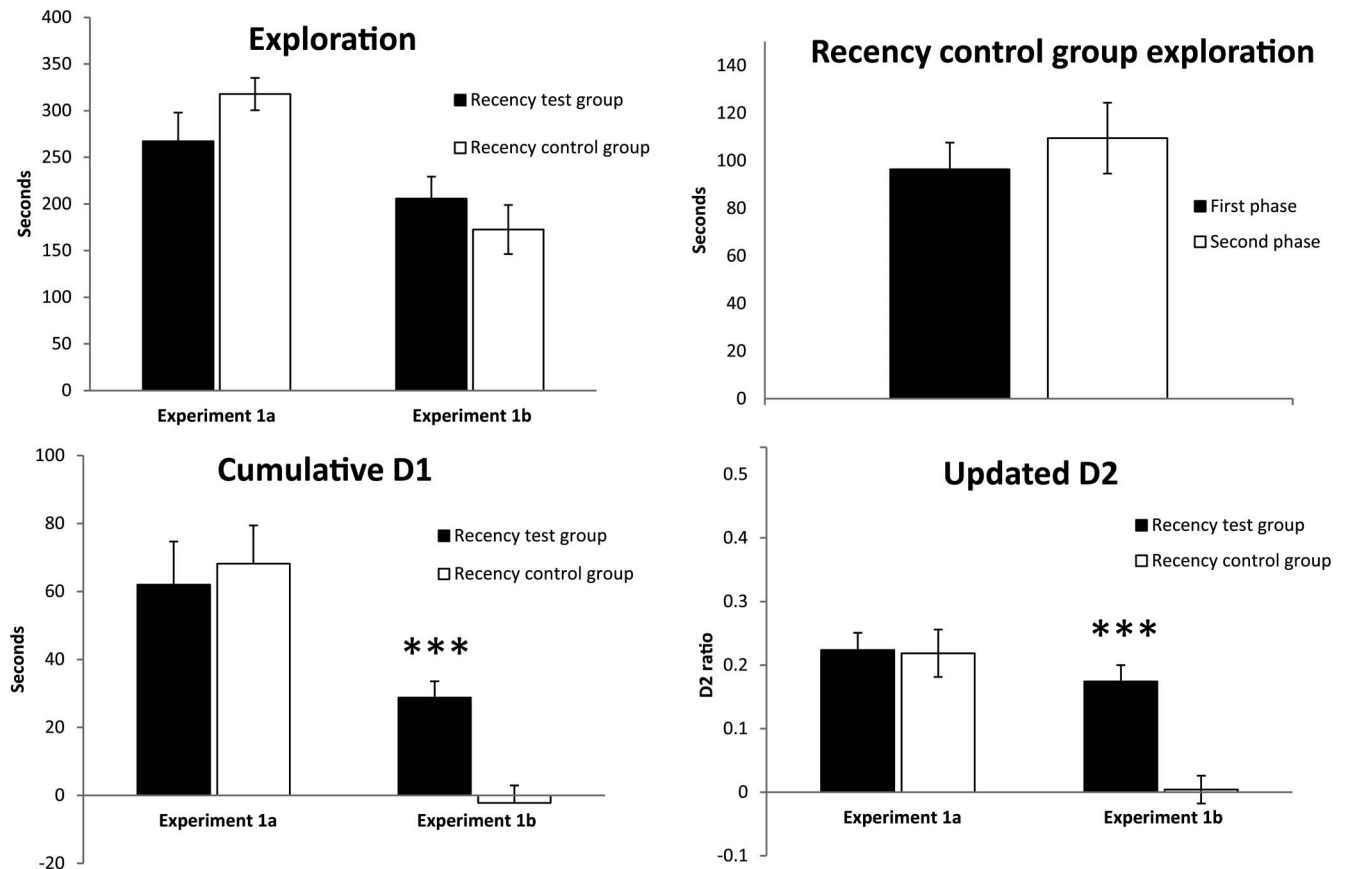 Exploration
400
350
300
250
200
150
100
50
0
Seconds
Recency test group
Recency control group
Experiment 1a
Experiment 1b
Recency control group exploration
140
120
100
80
60
40
20
0
Seconds
First phase
Second phase
Cumulative D1
100
80
60
40
20
0
-20
Seconds
Recency test group
Recency control group
***
Experiment 1a
Experiment 1b
Updated D2
0.5
0.4
0.3
0.2
0.1
0
-0.1
D2 ratio
Recency test group
Recency control group
***
Experiment 1a
Experiment 1b